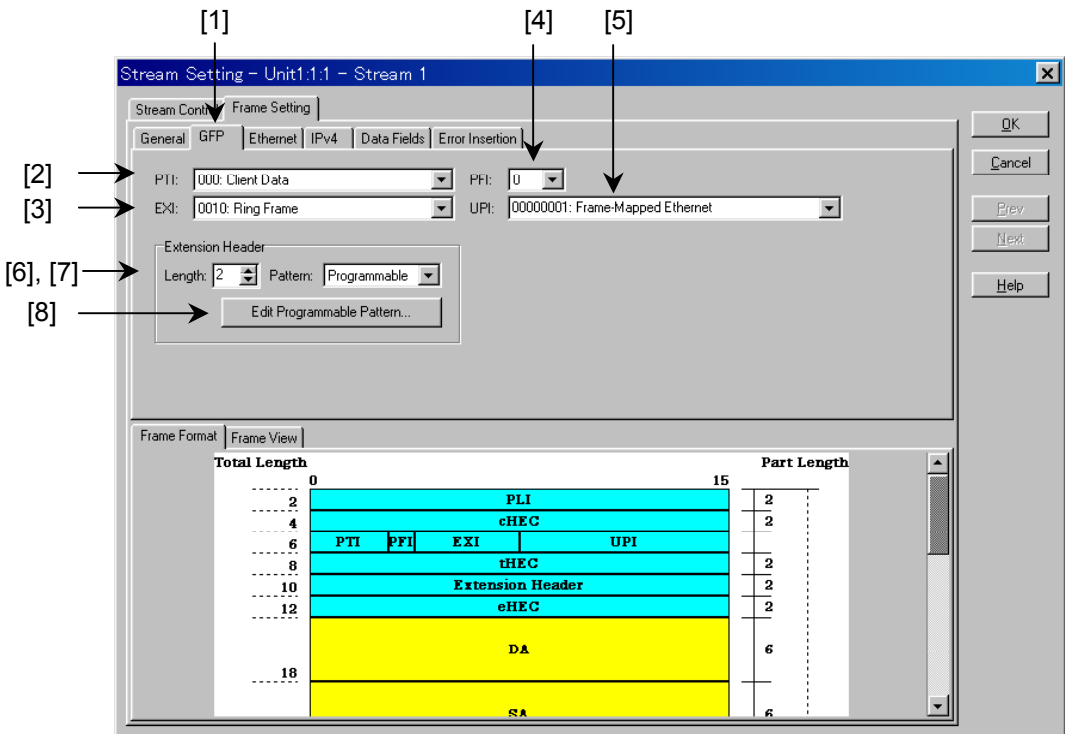 [1] [4] [5]
Stream Setting - Unit1:1:1 - Stream 1
Stream Control Frame Setting
General GFP Ethernet IPv4 Data Fields Error Insertion
OK
Cancel
Prev
Next
Help
[2] PTI: 000: Client Data PFI: 0
[3] EXI: 0010: Ring Frame UPI: 00000001: Frame-Mapped Ethernet
Extension Header
[6], [7] Length: 2 Pattern: Programmable
[8] Edit Programmable Pattern...
Frame Format Frame View
Total Length Part Length
0 15
2 PLI 2
4 cHEC 2
6 PTI PFI EXI UPI
8 tHEC 2
10 Extension Header 2
12 eHEC 2
DA 6
18
SA 6